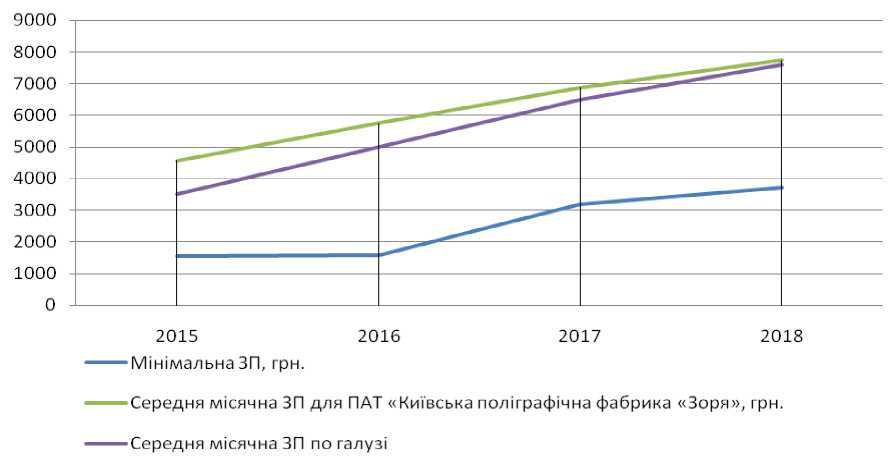 9000
8000
7000
6000
5000
4000
3000
2000
1000
0
2015 2016 2017 2018
Мінімальна ЗП, грн.
Середня місячна ЗП для ПАТ «Київська поліграфічна фабрика «Зоря», грн.
Середня місячна ЗП по галузі